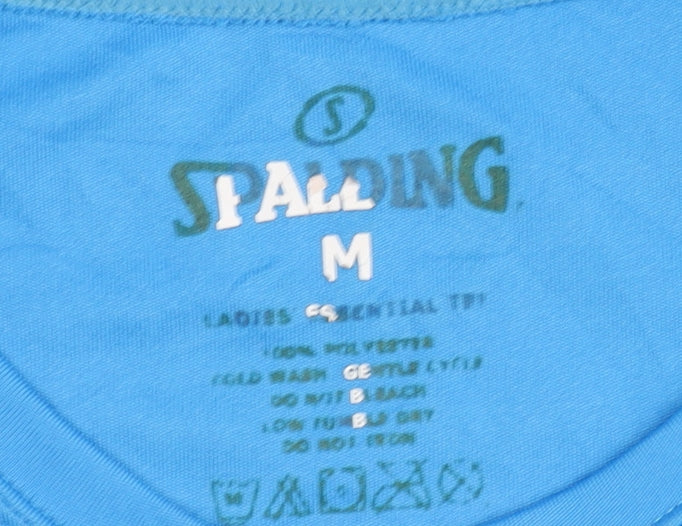 S
SPALDING
M
LADIES ESSENTIAL TEE
100% POLYESTER
COLD WASH GENTLE CYCLE
DO NOT BLEACH
LOW TUMBLE DRY
DO NOT IRON